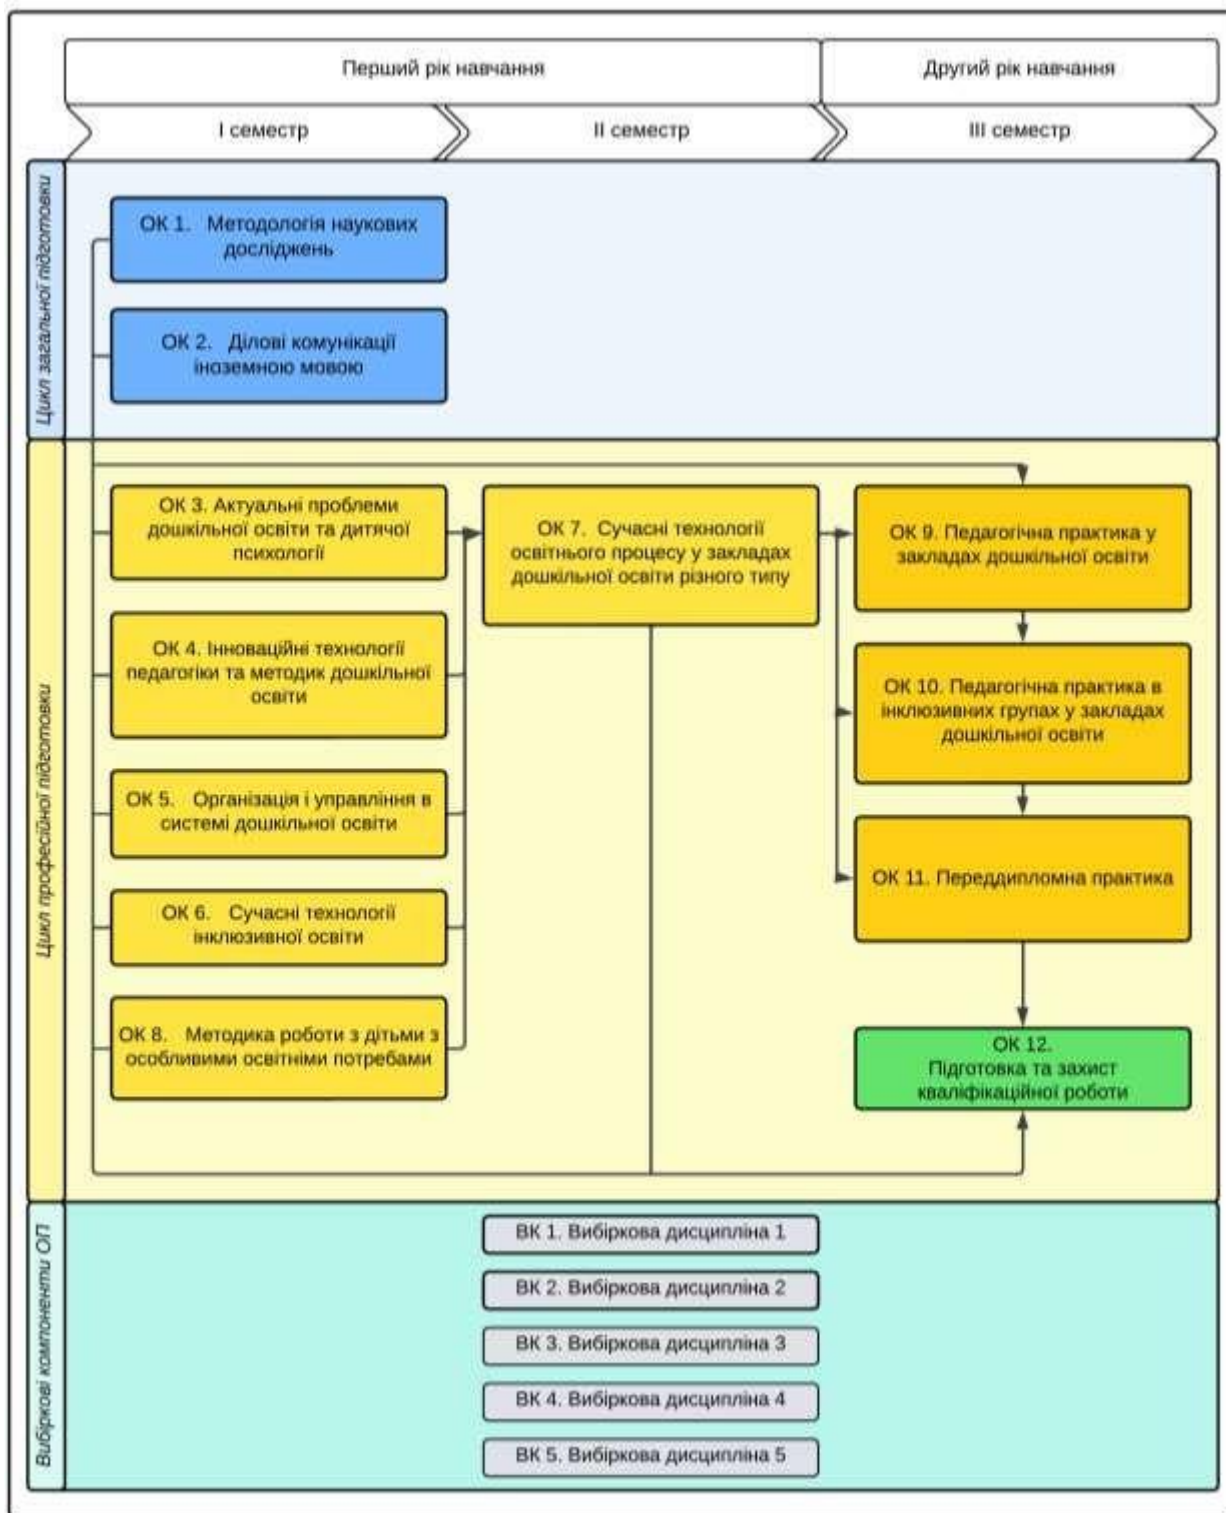 Перший рік навчання
Другий рік навчання
І семестр
ІІ семестр
ІІІ семестр
Цикл загальної підготовки
ОК 1. Методологія наукових
досліджень
ОК 2. Ділові комунікації
іноземною мовою
Цикл професійної підготовки
ОК 3. Актуальні проблеми
дошкільної освіти та дитячої
психології
ОК 4. Інноваційні технології
педагогіки та методик дошкільної
освіти
ОК 5. Організація і управління в
системі дошкільної освіти
ОК 6. Сучасні технології
інклюзивної освіти
ОК 8. Методика роботи з дітьми з
особливими освітніми потребами
ОК 7. Сучасні технології
освітнього процесу у закладах
дошкільної освіти різного типу
ОК 9. Педагогічна практика у
закладах дошкільної освіти
ОК 10. Педагогічна практика в
інклюзивних групах у закладах
дошкільної освіти
ОК 11. Переддипломна практика
ОК 12.
Підготовка та захист
кваліфікаційної роботи
Вибіркові компоненти ОП
ВК 1. Вибіркова дисципліна 1
ВК 2. Вибіркова дисципліна 2
ВК 3. Вибіркова дисципліна 3
ВК 4. Вибіркова дисципліна 4
ВК 5. Вибіркова дисципліна 5